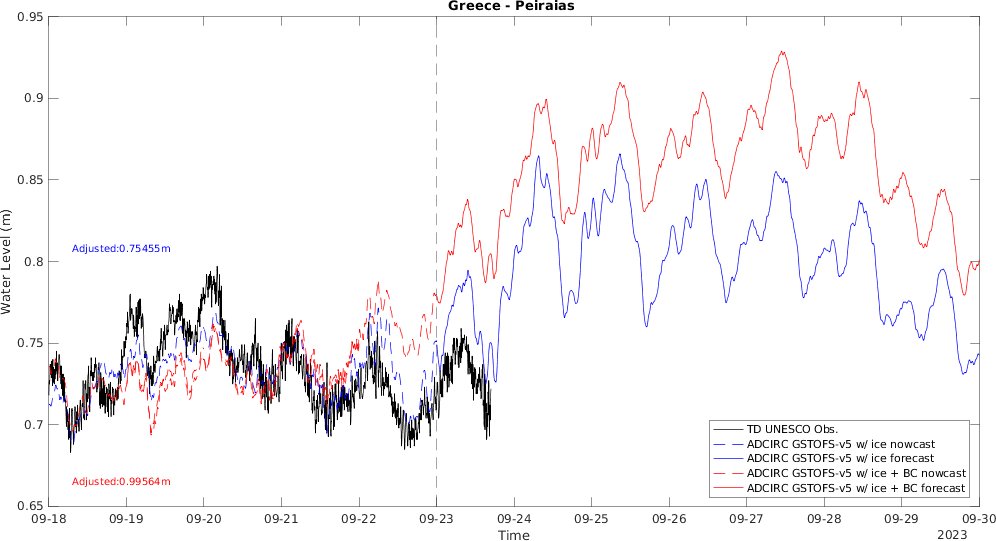 Greece - Peiraias
0.95
0.9
0.85
0.8
0.75
0.7
0.65
Water Level (m)
Adjusted:0.75455m
Adjusted:0.99564m
TD UNESCO Obs.
ADCIRC GSTOFS-v5 w/ ice nowcast
ADCIRC GSTOFS-v5 w/ ice forecast
ADCIRC GSTOFS-v5 w/ ice + BC nowcast
ADCIRC GSTOFS-v5 w/ ice + BC forecast
09-18 09-19 09-20 09-21 09-22 09-23 09-24 09-25 09-26 09-27 09-28 09-29 09-30
Time
2023